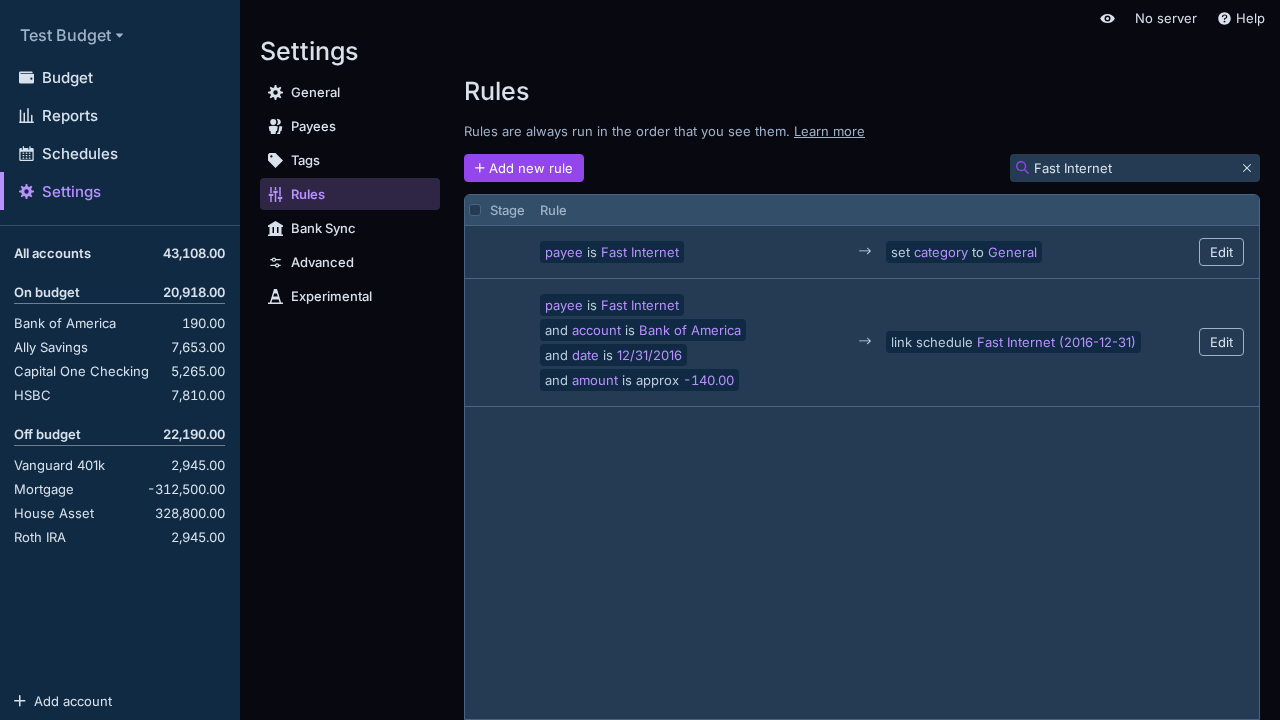 Test Budget
Budget
Reports
Schedules
Settings
All accounts 43,108.00
On budget 20,918.00
Bank of America 190.00
Ally Savings 7,653.00
Capital One Checking 5,265.00
HSBC 7,810.00
Off budget 22,190.00
Vanguard 401k 2,945.00
Mortgage -312,500.00
House Asset 328,800.00
Roth IRA 2,945.00
Add account
No server Help
Settings
General
Payees
Tags
Rules
Bank Sync
Advanced
Experimental
Rules
Rules are always run in the order that you see them. Learn more
Add new rule
Fast Internet
Stage Rule
payee is Fast Internet → set category to General Edit
payee is Fast Internet
and account is Bank of America
and date is 12/31/2016
and amount is approx -140.00
→ link schedule Fast Internet (2016-12-31) Edit